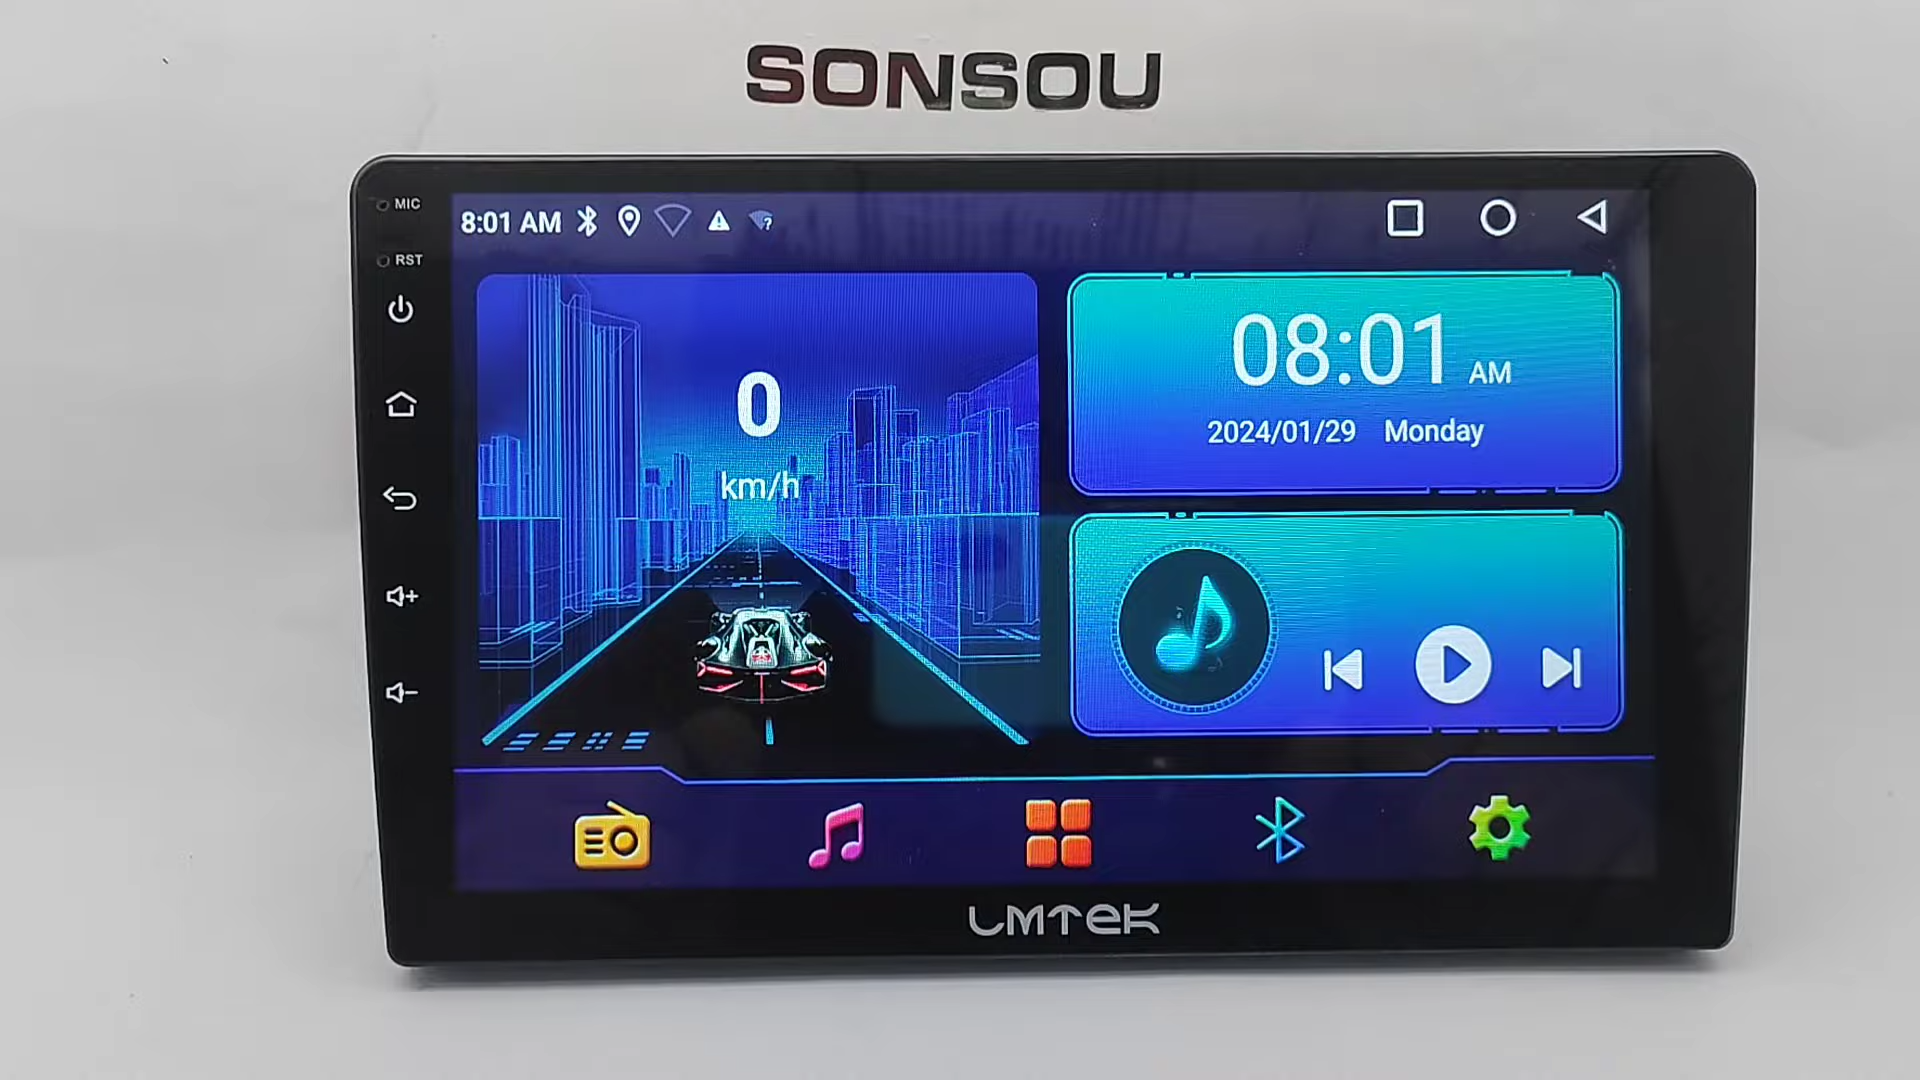 SONSOU
MIC
RST
8:01 AM
0
km/h
08:01 AM
2024/01/29 Monday
LMTEK